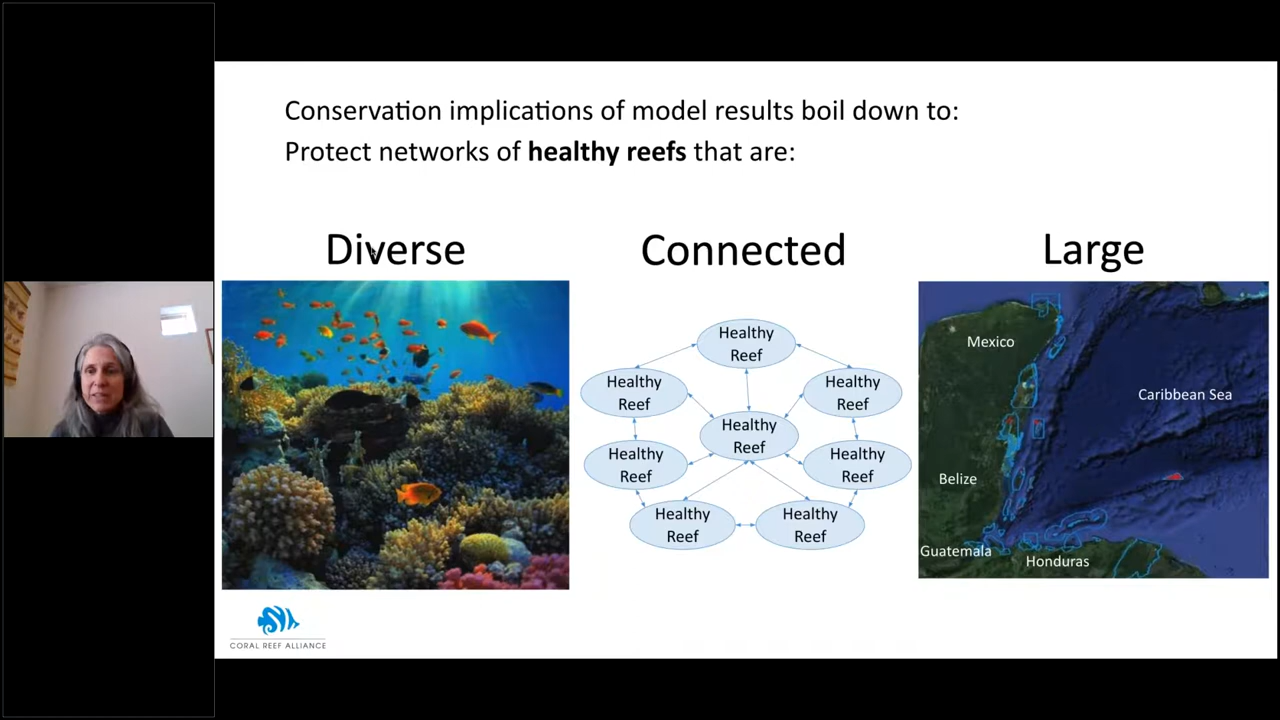 Conservation implications of model results boil down to:
Protect networks of healthy reefs that are:
Diverse
Connected
Large
Healthy
Reef
Healthy
Reef
Healthy
Reef
Healthy
Reef
Healthy
Reef
Healthy
Reef
Healthy
Reef
Healthy
Reef
Mexico
Caribbean Sea
Belize
Guatemala
Honduras
CORAL REEF ALLIANCE